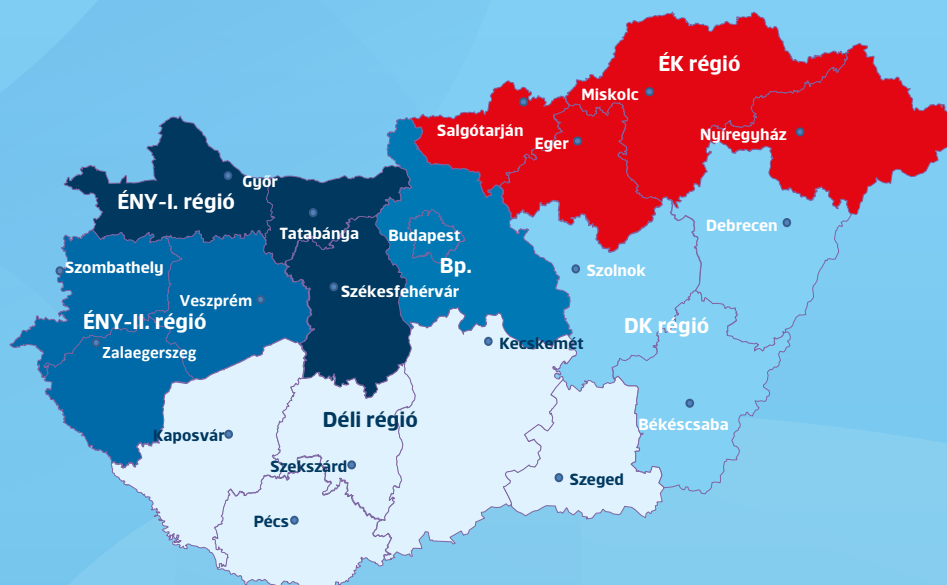 ÉK régió
Miskolc
Salgótarján
Nyíregyház
Eger
Győr
ÉNY-I. régió
Debrecen
Tatabánya
Budapest
Szombathely
Bp.
Szolnok
Veszprém
Székesfehérvár
ÉNY-II. régió
DK régió
Kecskemét
Zalaegerszeg
Déli régió
Békéscsaba
Kaposvár
Szekszárd
Szeged
Pécs